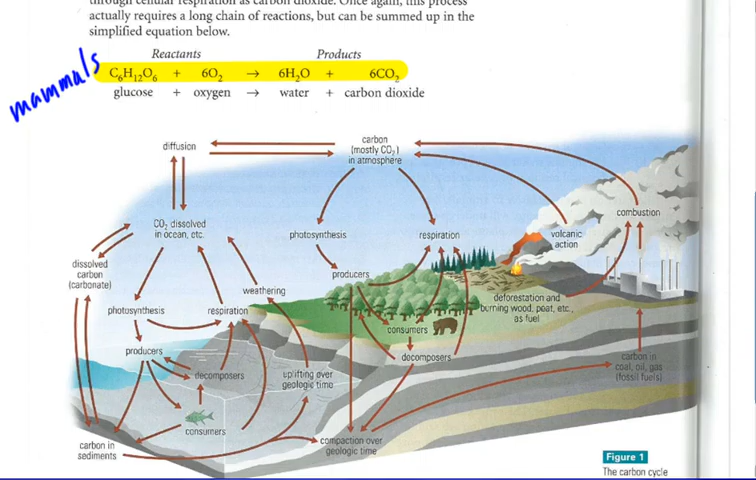 through cellular respiration as carbon dioxide. Once again, this process
actually requires a long chain of reactions, but can be summed up in the
simplified equation below.
mammals
Reactants Products
C₆H₁₂O₆ + 6O₂ → 6H₂O + 6CO₂
glucose + oxygen → water + carbon dioxide
diffusion
carbon
(mostly CO₂)
in atmosphere
CO₂ dissolved
in ocean, etc.
photosynthesis
respiration
volcanic
action
combustion
dissolved
carbon
(carbonate)
producers
weathering
photosynthesis
respiration
deforestation and
burning wood, peat, etc.,
as fuel
consumers
producers
decomposers
decomposers
uplifting over
geologic time
carbon in
coal, oil, gas
(fossil fuels)
consumers
carbon in
sediments
compaction over
geologic time
Figure 1
The carbon cycle